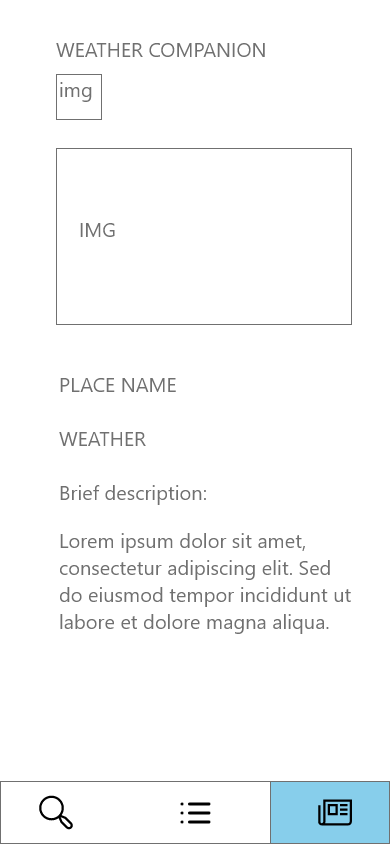 WEATHER COMPANION
img
IMG
PLACE NAME
WEATHER
Brief description:
Lorem ipsum dolor sit amet,
consectetur adipiscing elit. Sed
do eiusmod tempor incididunt ut
labore et dolore magna aliqua.